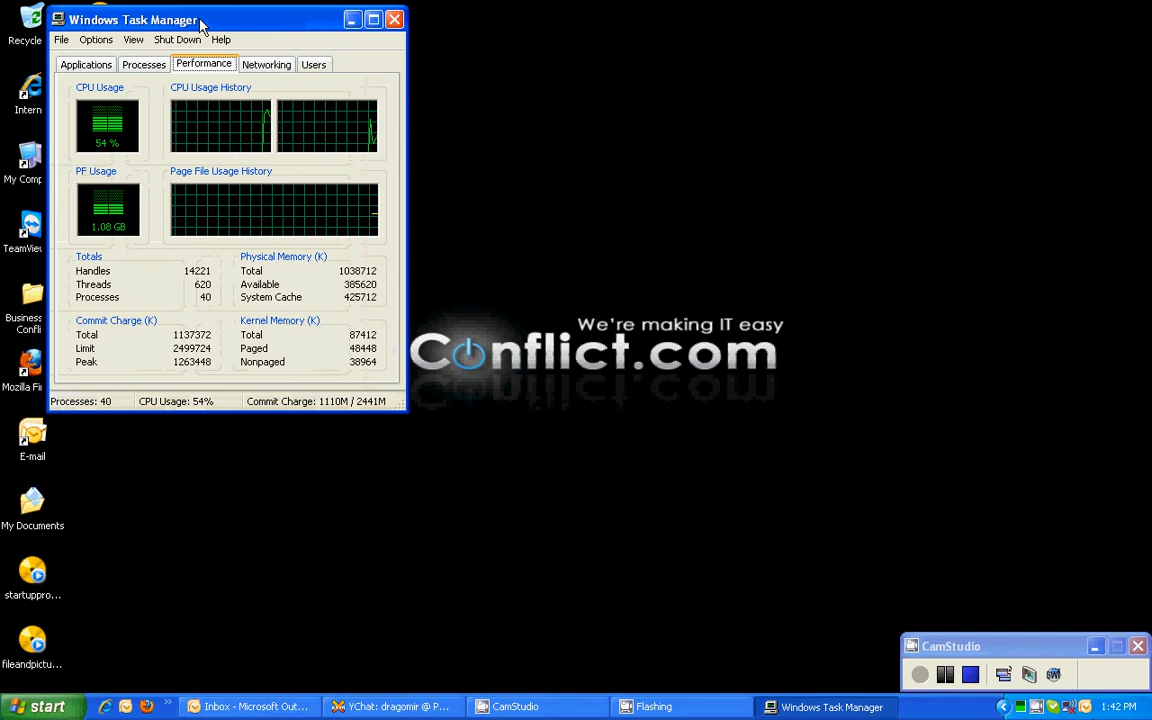 Recycle
Intern
My Comp
TeamView
Business
Confli
Mozilla Fir
E-mail
My Documents
startuppro...
fileandpictu...
Windows Task Manager
File Options View Shut Down Help
Applications Processes Performance Networking Users
CPU Usage
54 %
CPU Usage History
PF Usage
1.08 GB
Page File Usage History
Totals
Handles 14221
Threads 620
Processes 40
Physical Memory (K)
Total 1038712
Available 385620
System Cache 425712
Commit Charge (K)
Total 1137372
Limit 2499724
Peak 1263448
Kernel Memory (K)
Total 87412
Paged 48448
Nonpaged 38964
Processes: 40 CPU Usage: 54% Commit Charge: 1110M / 2441M
We're making IT easy
Conflict.com
CamStudio
start
Inbox - Microsoft Out...
YChat: dragomir @ P...
CamStudio
Flashing
Windows Task Manager
1:42 PM